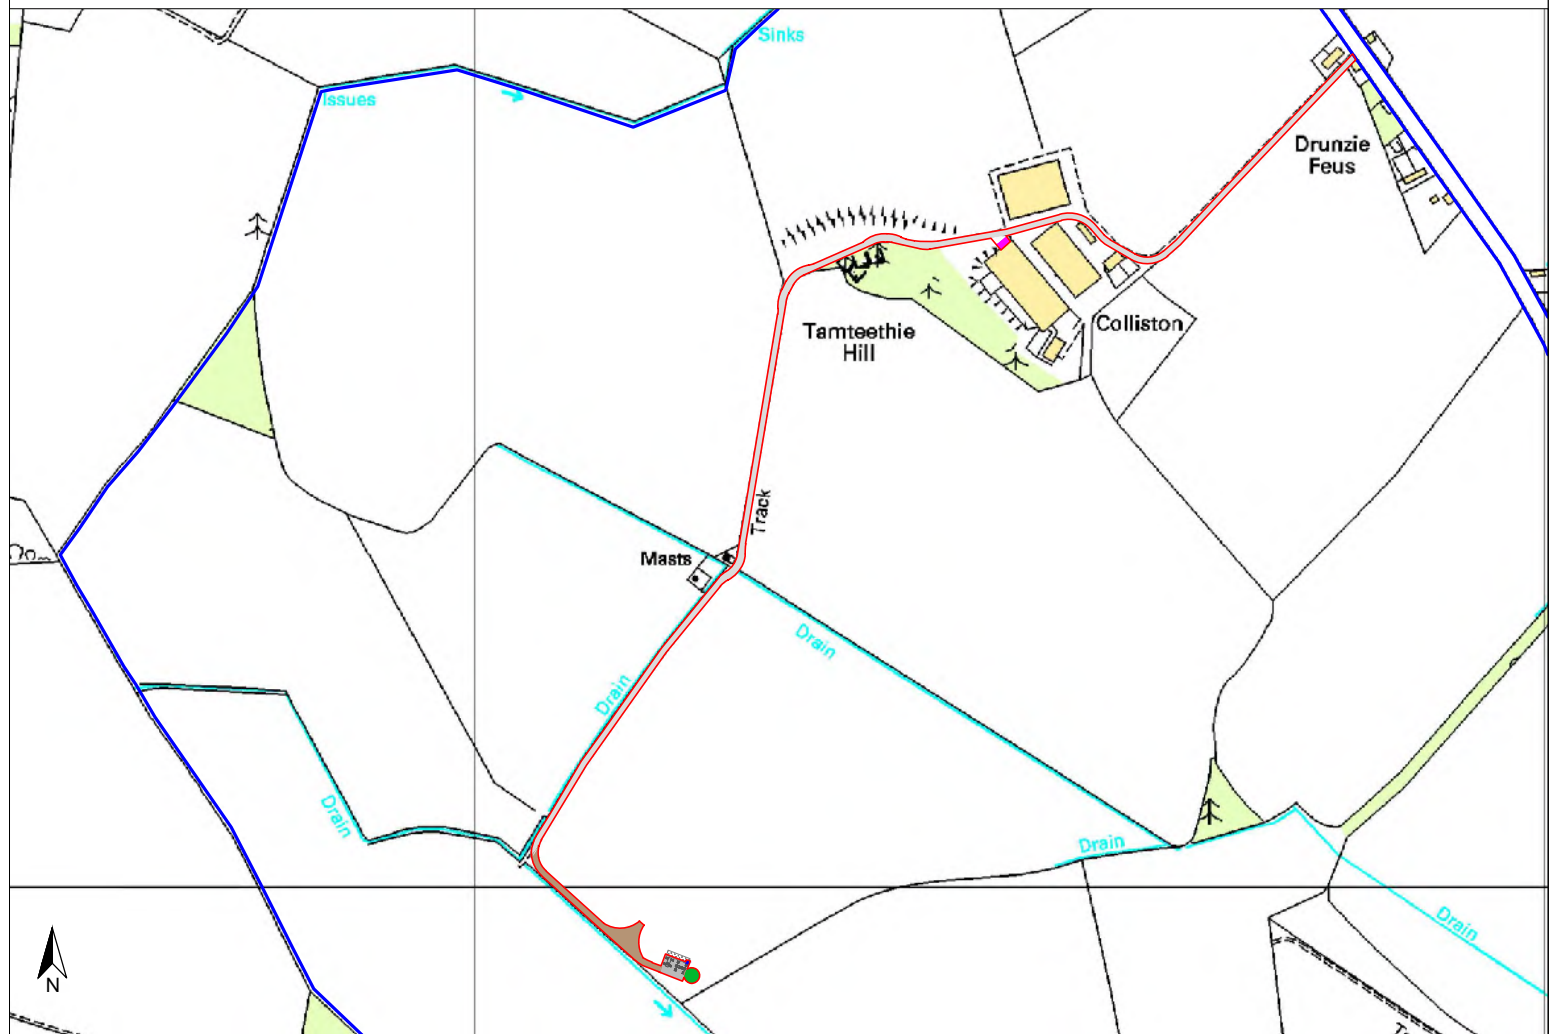 Sinks
Issues
Drunzie
Feus
Tamteethie
Hill
Colliston
Track
Masts
Drain
Drain
Drain
Drain
Drain
N